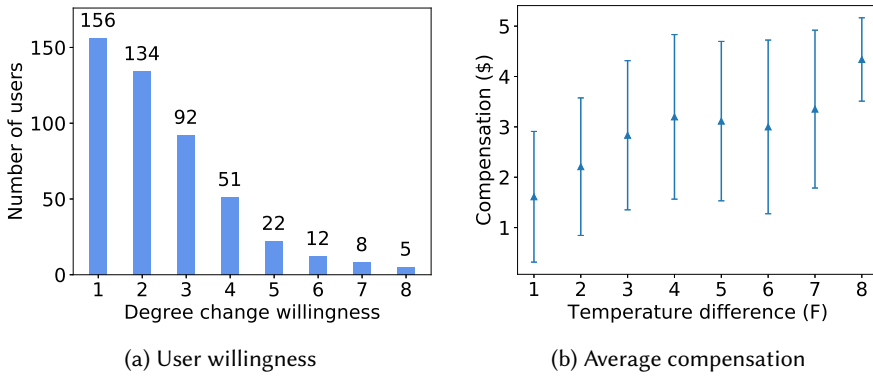 156
134
92
51
22
12
8
5
150
100
50
0
Number of users
1 2 3 4 5 6 7 8
Degree change willingness
(a) User willingness
5
4
3
2
1
Compensation ($)
1 2 3 4 5 6 7 8
Temperature difference (F)
(b) Average compensation